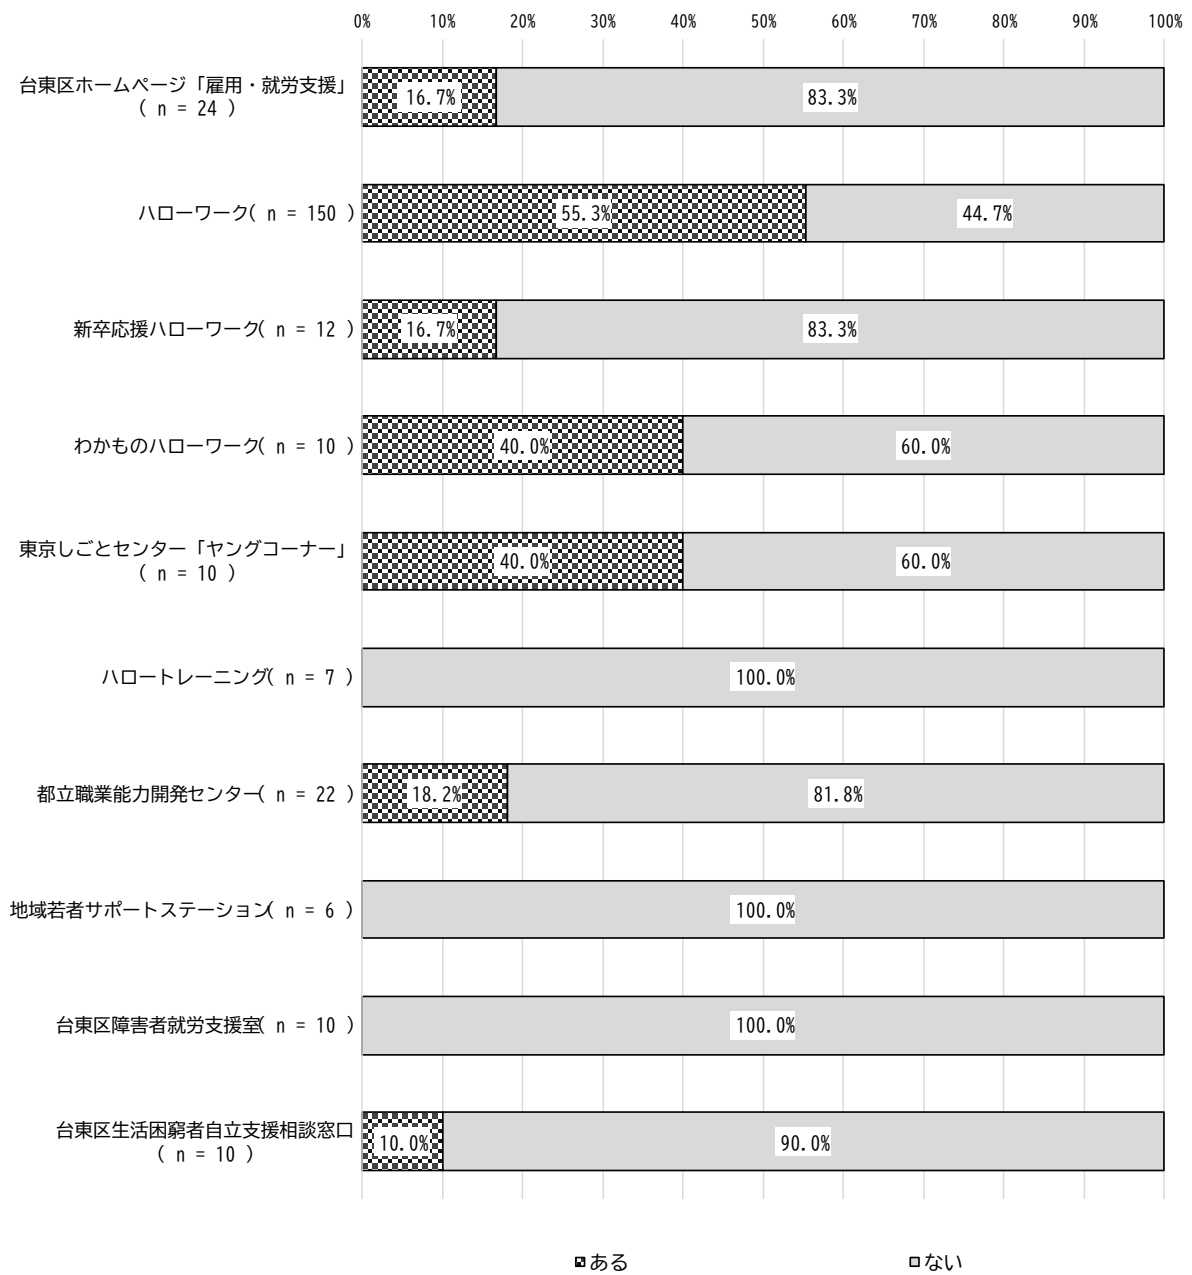 0% 10% 20% 30% 40% 50% 60% 70% 80% 90% 100%
台東区ホームページ「雇用・就労支援」
( n = 24 )
16.7% 83.3%
ハローワーク( n = 150 )
55.3% 44.7%
新卒応援ハローワーク( n = 12 )
16.7% 83.3%
わかものハローワーク( n = 10 )
40.0% 60.0%
東京しごとセンター「ヤングコーナー」
( n = 10 )
40.0% 60.0%
ハロートレーニング( n = 7 )
100.0%
都立職業能力開発センター( n = 22 )
18.2% 81.8%
地域若者サポートステーション( n = 6 )
100.0%
台東区障害者就労支援室( n = 10 )
100.0%
台東区生活困窮者自立支援相談窓口
( n = 10 )
10.0% 90.0%
ある ない